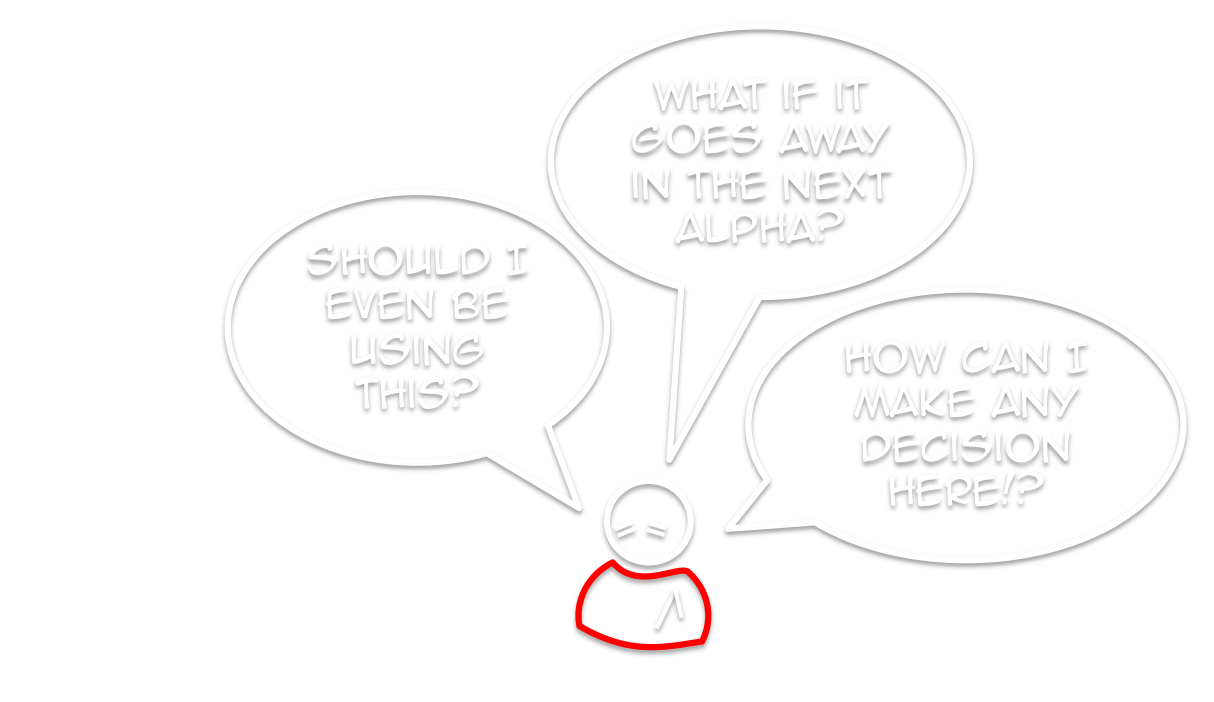 SHOULD I
EVEN BE
USING
THIS?
WHAT IF IT
GOES AWAY
IN THE NEXT
ALPHA?
HOW CAN I
MAKE ANY
DECISION
HERE!?